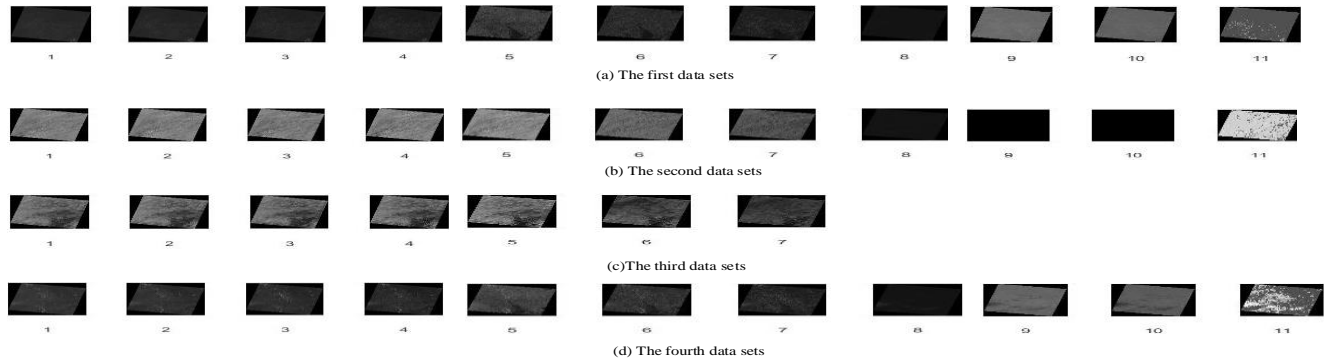 1 2 3 4 5 6 7 8 9 10 11
(a) The first data sets
1 2 3 4 5 6 7 8 9 10 11
(b) The second data sets
1 2 3 4 5 6 7
(c)The third data sets
1 2 3 4 5 6 7 8 9 10 11
(d) The fourth data sets